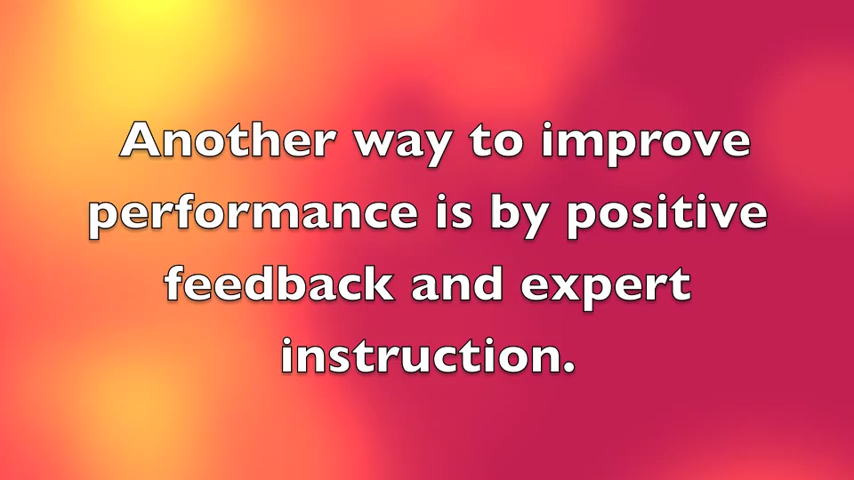 Another way to improve
performance is by positive
feedback and expert
instruction.